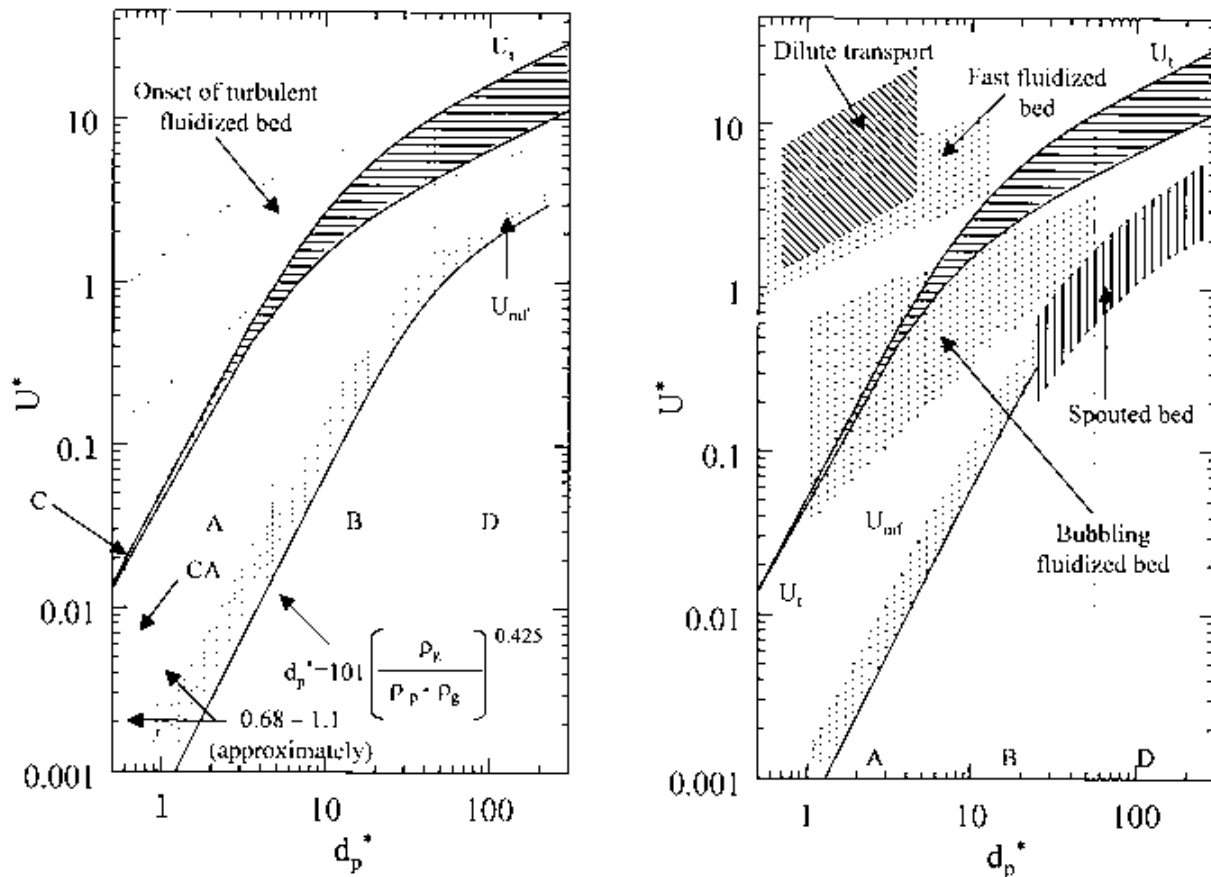 U_t
Onset of turbulent
fluidized bed
10
U_mf
1
U*
0.1
C
A
B
D
CA
0.01
d_p*=101 [ρ_g / (ρ_p - ρ_g)]^0.425
0.68 – 1.1
(approximately)
0.001
1
10
100
d_p*
Dilute transport
U_t
Fast fluidized
bed
10
1
U*
Spouted bed
0.1
U_mf
Bubbling
fluidized bed
U_t
0.01
A
B
D
0.001
1
10
100
d_p*